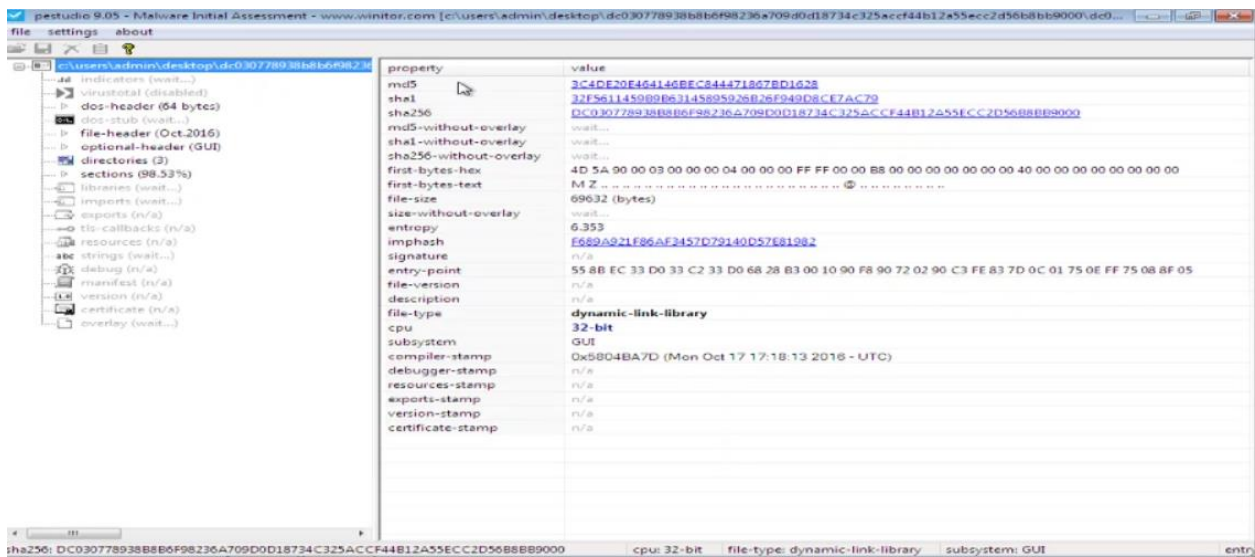 pestudio 9.05 - Malware Initial Assessment - www.winitor.com [c:\users\admin\desktop\dc030778938b8b6f98236a709d0d18734c325accf44b12a55ecc2d56b8bb9000\dc0...
file settings about
c:\users\admin\desktop\dc030778938b8b6f98236
indicators (wait...)
virustotal (disabled)
dos-header (64 bytes)
dos-stub (wait...)
file-header (Oct.2016)
optional-header (GUI)
directories (3)
sections (98.53%)
libraries (wait...)
imports (wait...)
exports (n/a)
tls-callbacks (n/a)
resources (n/a)
strings (wait...)
debug (n/a)
manifest (n/a)
version (n/a)
certificate (n/a)
overlay (wait...)
property value
md5 3C4DE20E464146BEC844471867BD1628
sha1 32F561145989B63145895926B26F949D8CE7AC79
sha256 DC030778938B8B6F98236A709D0D18734C325ACCF44B12A55ECC2D56B8BB9000
md5-without-overlay wait...
sha1-without-overlay wait...
sha256-without-overlay wait...
first-bytes-hex 4D 5A 90 00 03 00 00 00 04 00 00 00 FF FF 00 00 B8 00 00 00 00 00 00 00 40 00 00 00 00 00 00 00
first-bytes-text M Z .. .. .. .. .. .. .. .. .. .. .. .. .. .. .. .. .. .. .. .. @ .. .. .. .. .. .. ..
file-size 69632 (bytes)
size-without-overlay wait...
entropy 6.353
imphash F689A921F86AF3457D79140D57E81982
signature n/a
entry-point 55 8B EC 33 D0 33 C2 33 D0 68 28 B3 00 10 90 F8 90 72 02 90 C3 FE 83 7D 0C 01 75 0E FF 75 08 8F 05
file-version n/a
description n/a
file-type dynamic-link-library
cpu 32-bit
subsystem GUI
compiler-stamp 0x5804BA7D (Mon Oct 17 17:18:13 2016 - UTC)
debugger-stamp n/a
resources-stamp n/a
exports-stamp n/a
version-stamp n/a
certificate-stamp n/a
sha256: DC030778938B8B6F98236A709D0D18734C325ACCF44B12A55ECC2D56B8BB9000 cpu: 32-bit file-type: dynamic-link-library subsystem: GUI entr